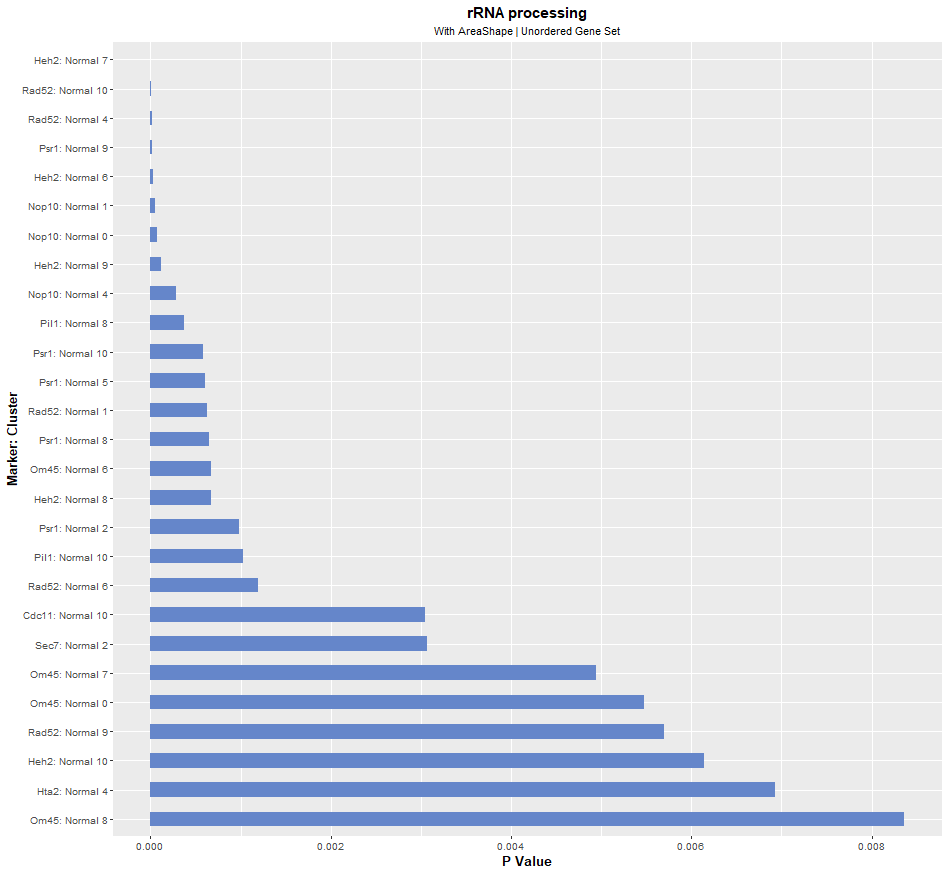 rRNA processing
With AreaShape | Unordered Gene Set
Marker: Cluster
Heh2: Normal 7
Rad52: Normal 10
Rad52: Normal 4
Psr1: Normal 9
Heh2: Normal 6
Nop10: Normal 1
Nop10: Normal 0
Heh2: Normal 9
Nop10: Normal 4
Pil1: Normal 8
Psr1: Normal 10
Psr1: Normal 5
Rad52: Normal 1
Psr1: Normal 8
Om45: Normal 6
Heh2: Normal 8
Psr1: Normal 2
Pil1: Normal 10
Rad52: Normal 6
Cdc11: Normal 10
Sec7: Normal 2
Om45: Normal 7
Om45: Normal 0
Rad52: Normal 9
Heh2: Normal 10
Hta2: Normal 4
Om45: Normal 8
0.000 0.002 0.004 0.006 0.008
P Value